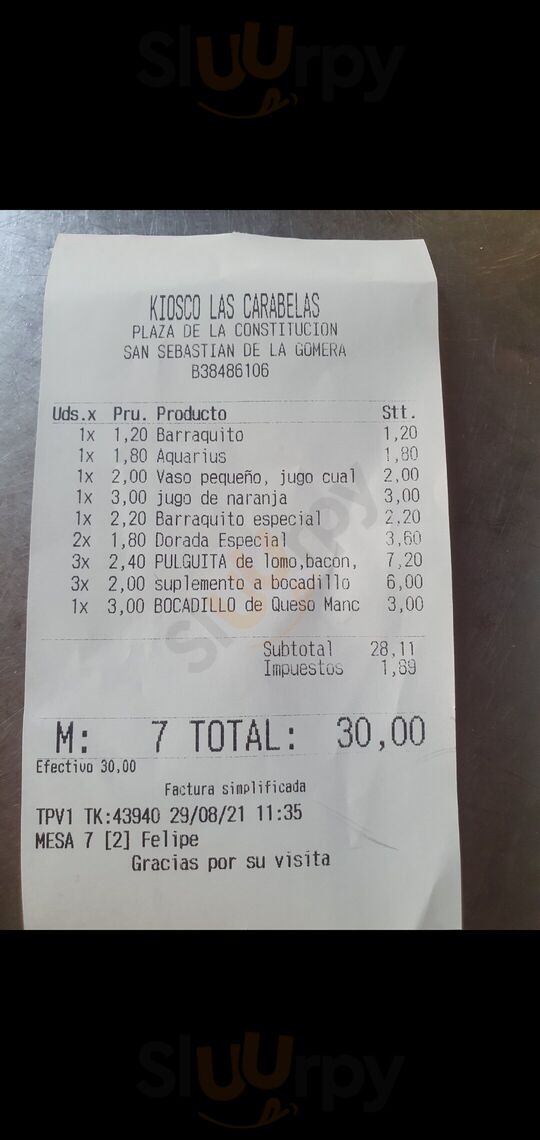 SlUUrpy
KIOSCO LAS CARABELAS
PLAZA DE LA CONSTITUCION
SAN SEBASTIAN DE LA GOMERA
B38486106
Uds.x Pru. Producto Stt.
1x 1,20 Barraquito 1,20
1x 1,80 Aquarius 1,80
1x 2,00 Vaso pequeño, jugo cual 2,00
1x 3,00 jugo de naranja 3,00
1x 2,20 Barraquito especial 2,20
2x 1,80 Dorada Especial 3,60
3x 2,40 PULGUITA de lomo,bacon, 7,20
3x 2,00 suplemento a bocadillo 6,00
1x 3,00 BOCADILLO de Queso Manc 3,00
SlUUrpy
Subtotal 28,11
Impuestos 1,89
M: 7 TOTAL: 30,00
Efectivo 30,00
Factura simplificada
TPV1 TK:43940 29/08/21 11:35
MESA 7 [2] Felipe
Gracias por su visita
SlUUrpy